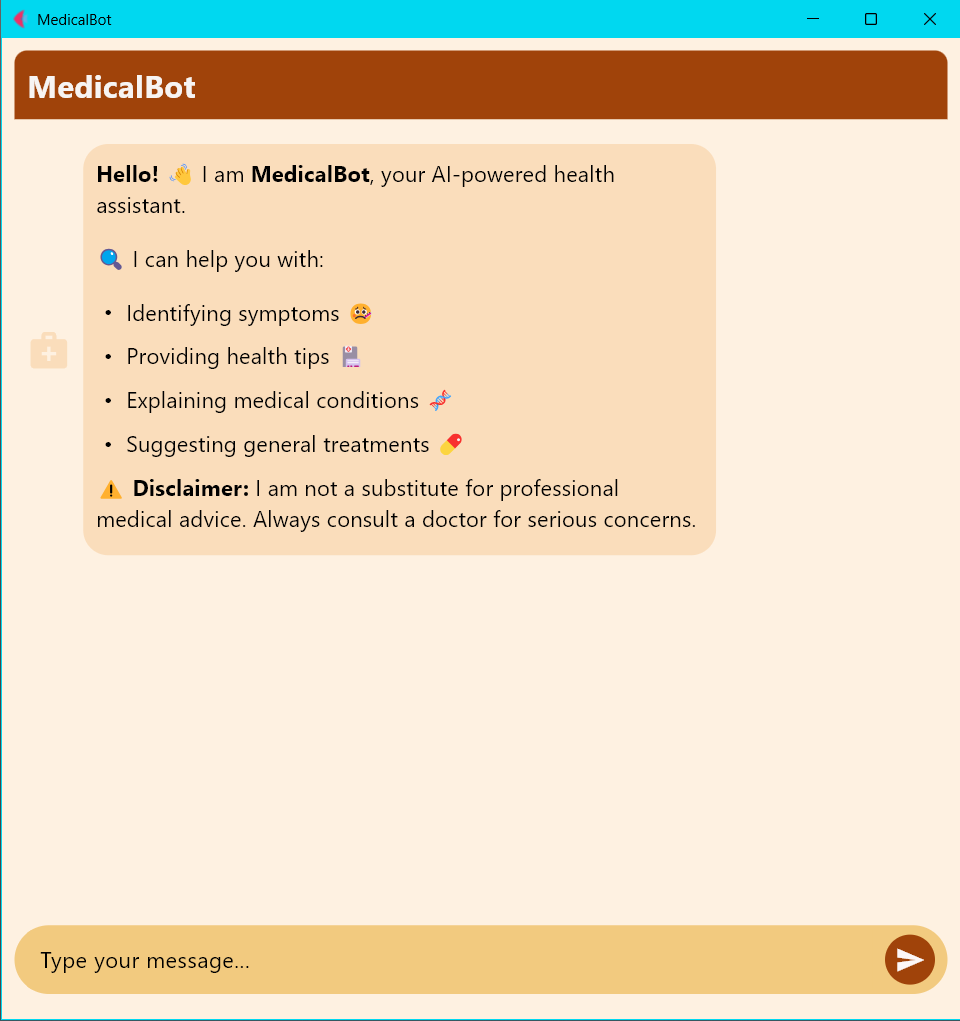 MedicalBot
MedicalBot
Hello! 👋 I am MedicalBot, your AI-powered health
assistant.
🔍 I can help you with:
• Identifying symptoms 🤒
• Providing health tips 🏥
• Explaining medical conditions 🧬
• Suggesting general treatments 💊
⚠️ Disclaimer: I am not a substitute for professional
medical advice. Always consult a doctor for serious concerns.
Type your message...